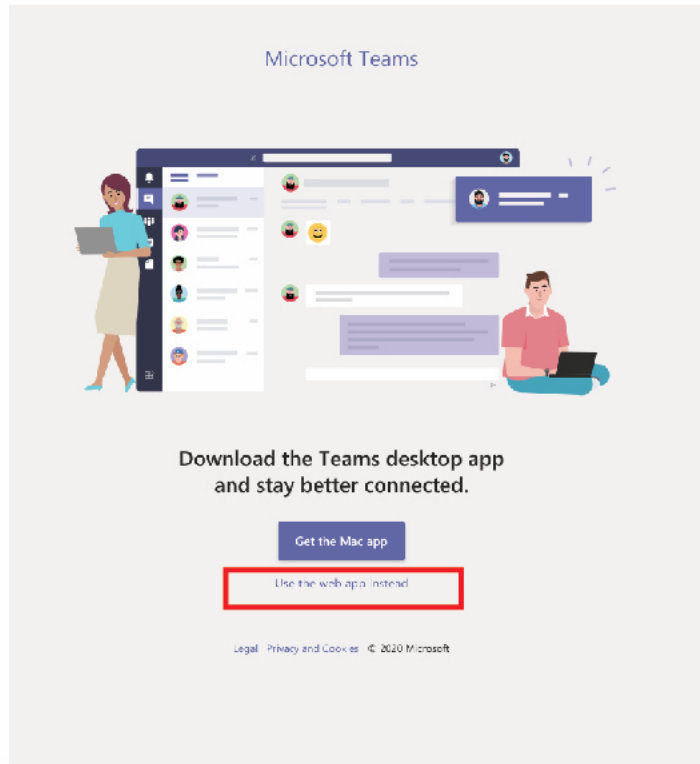 Microsoft Teams
Download the Teams desktop app
and stay better connected.
Get the Mac app
Use the web app instead
Legal Privacy and Cookies © 2020 Microsoft